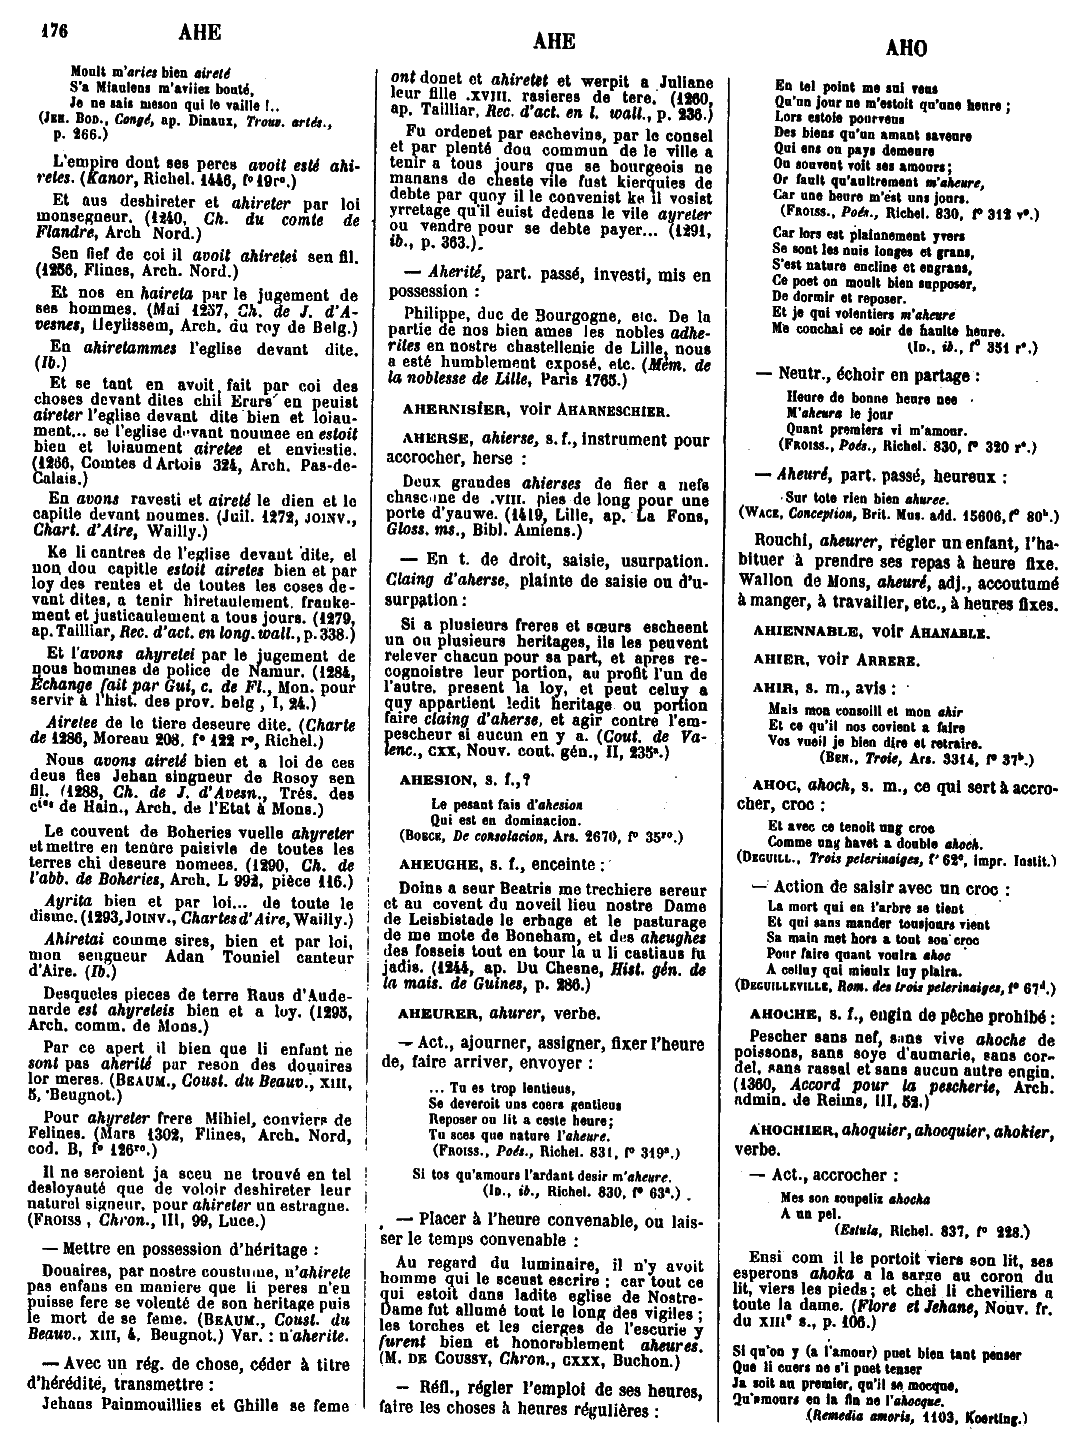 176
AHE
AHE
AHO
Moult m'aries bien aireté
S'a Miaulens m'aviiez bouté,
Je ne sais meson qui le vaille !..
(JEH. BOD., Congé, ap. Dinaux, Trouv. artés.,
p. 266.)
L'empire dont ses peres avoit esté ahi-
retes. (Kanor, Richel. 1446, f° 19r°.)
Et aus deshireter et ahireter par loi
monsegneur. (1240, Ch. du comte de
Flandre, Arch Nord.)
Sen fief de coi il avoit ahiretei sen fil.
(1256, Flines, Arch. Nord.)
Et nos en haireta par le jugement de
ses hommes. (Mai 1257, Ch. de J. d'A-
vesnes, Heylissem, Arch. du roy de Belg.)
En ahiretammes l'eglise devant dite.
(Ib.)
Et se tant en avoit fait par coi des
choses devant dites chil Erurs en peuist
aireter l'eglise devant dite bien et loiau-
ment... se l'eglise devant noumee en estoit
bien et loiaument airetee et enviestie.
(1266, Comtes d'Artois 324, Arch. Pas-de-
Calais.)
En avons ravesti et aireté le dien et le
capitle devant noumes. (Juil. 1272, JOINV.,
Chart. d'Aire, Wailly.)
Ke li cantres de l'eglise devant dite, el
non dou capitle estoit airetes bien et par
loy des rentes et de toutes les coses de-
vant dites, a tenir hiretaulement, franke-
ment et justicaulement a tous jours. (1279,
ap. Tailliar, Rec. d'act. en long. wall., p. 338.)
Et l'avons ahyretei par le jugement de
nous hommes de police de Namur. (1284,
Echange fait par Gui, c. de Fl., Mon. pour
servir à l'hist. des prov. belg, I, 24.)
Airetee de le tiere deseure dite. (Charte
de 1286, Moreau 208, f° 122 r°, Richel.)
Nous avons aireté bien et a loi de ces
deus fies Jehan singneur de Rosoy sen
fil. (1288, Ch. de J. d'Avesn., Trés. des
ctes de Hain., Arch. de l'Etat à Mons.)
Le couvent de Boheries vuelle ahyreter
et mettre en tenure paisivle de toutes les
terres chi deseure nomees. (1290, Ch. de
l'abb. de Boheries, Arch. L 992, pièce 116.)
Ayrita bien et par loi... de toute le
disme. (1293, JOINV., Chartes d'Aire, Wailly.)
Ahiretai comme sires, bien et par loi,
mon sengneur Adan Touniel canteur
d'Aire. (Ib.)
Desqueles pieces de terre Raus d'Aude-
narde est ahyreteis bien et a loy. (1295,
Arch. comm. de Mons.)
Par ce apert il bien que li enfant ne
sont pas aherité par reson des douaires
lor meres. (BEAUM., Coust. du Beauv., XIII,
5, Beugnot.)
Pour ahyreter frere Mihiel, conviers de
Felines. (Mars 1302, Flines, Arch. Nord,
cod. B, f° 126ro.)
Il ne seroient ja sceu ne trouvé en tel
desloyauté que de voloir deshireter leur
naturel signeur, pour ahireter un estragne.
(FROISS, Chron., III, 99, Luce.)
— Mettre en possession d'héritage :
Douaires, par nostre coustume, n'ahirete
pas enfans en maniere que li peres n'en
puisse fere se volenté de son heritage puis
le mort de se feme. (BEAUM., Coust. du
Beauv., XIII, 4, Beugnot.) Var. : n'aherite.
— Avec un rég. de chose, céder à titre
d'hérédité, transmettre :
Jehans Painmouillies et Ghille se feme
ont donet et ahiretet et werpit a Juliane
leur fille .XVIII. rasieres de tere. (1260,
ap. Tailliar, Rec. d'act. en l. wall., p. 236.)
Fu ordenet par eschevins, par le consel
et par plenté dou commun de le ville a
tenir a tous jours que se bourgeois ne
manans de cheste vile fust kierquies de
debte par quoy il le convenist ke il vosist
yrretage qu'il euist dedens le vile ayreter
ou vendre pour se debte payer... (1291,
ib., p. 363.)
— Aherité, part. passé, investi, mis en
possession :
Philippe, duc de Bourgogne, etc. De la
partie de nos bien ames les nobles adhe-
rites en nostre chastellenie de Lille, nous
a esté humblement exposé, etc. (Mém. de
la noblesse de Lille, Paris 1765.)
AHERNISIER, voir AHARNESCHIER.
AHERSE, ahierse, s. f., instrument pour
accrocher, herse :
Deux grandes ahierses de fier a nefs
chascune de .VIII. pies de long pour une
porte d'yauwe. (1419, Lille, ap. La Fons,
Gloss. ms., Bibl. Amiens.)
— En t. de droit, saisie, usurpation.
Claing d'aherse, plainte de saisie ou d'u-
surpation :
Si a plusieurs freres et sœurs escheent
un ou plusieurs heritages, ils les peuvent
relever chacun pour sa part, et apres re-
cognoistre leur portion, au profit l'un de
l'autre, present la loy, et peut celuy a
quy appartient ledit heritage ou portion
faire claing d'aherse, et agir contre l'em-
pescheur si aucun en y a. (Cout. de Va-
lenc., CXX, Nouv. cout. gén., II, 235a.)
AHESION, s. f.,?
Le pesant fais d'ahesion
Qui est en dominacion.
(BOECE, De consolacion, Ars. 2670, f° 35ro.)
AHEUGHE, s. f., enceinte :
Doins a seur Beatris me trechiere sereur
et au covent du noveil lieu nostre Dame
de Leisbistade le erbage et le pasturage
de me mote de Boneham, et des aheughes
des fosseis tout en tour la u li castiaus fu
jadis. (1244, ap. Du Chesne, Hist. gén. de
la mais. de Guines, p. 286.)
AHEURER, ahurer, verbe.
— Act., ajourner, assigner, fixer l'heure
de, faire arriver, envoyer :
... Tu es trop lentieus,
Se deveroit uns coers gentieus
Reposer ou lit a ceste heure;
Tu sces que nature l'aheure.
(FROISS., Poés., Richel. 831, f° 319a.)
Si tos qu'amours l'ardant desir m'aheure.
(ID., ib., Richel. 830, f° 63a.)
— Placer à l'heure convenable, ou lais-
ser le temps convenable :
Au regard du luminaire, il n'y avoit
homme qui le sceust escrire ; car tout ce
qui estoit dans ladite eglise de Nostre-
Dame fut allumé tout le long des vigiles ;
les torches et les cierges de l'escurie y
furent bien et honorablement aheures.
(M. DE COUSSY, Chron., CXXX, Buchon.)
— Réfl., régler l'emploi de ses heures,
faire les choses à heures régulières :
En tel point me sui veus
Qu'un jour ne m'estoit qu'une heure ;
Lors estoie pourveus
Des biens qu'un amant saveure
Qui ens ou pays demeure
Ou souvent voit ses amours;
Or fault qu'aultrement m'aheure,
Car une heure m'est uns jours.
(FROISS., Poés., Richel. 830, f° 312 v°.)
Car lors est plainnement yvers
Se sont les nuis longes et grans,
S'est nature encline et engrans,
Ce poet on moult bien supposer,
De dormir et reposer.
Et je qui volentiers m'aheure
Me couchai ce soir de haulte heure.
(ID., ib., f° 351 r°.)
— Neutr., échoir en partage :
Heure de bonne heure nee
M'aheura le jour
Quant premiers vi m'amour.
(FROISS., Poés., Richel. 830, f° 320 r°.)
— Aheuré, part. passé, heureux :
Sur tote rien bien ahuree.
(WACE, Conception, Brit. Mus. add. 15606, f° 80b.)
Rouchi, aheurer, régler un enfant, l'ha-
bituer à prendre ses repas à heure fixe.
Wallon de Mons, aheuré, adj., accoutumé
à manger, à travailler, etc., à heures fixes.
AHIENNABLE, voir AHANABLE.
AHIER, voir ARRERE.
AHIR, s. m., avis :
Mais mon consoill et mon ahir
Et ce qu'il nos covient a faire
Vos vueil je bien dire et retraire.
(BEN., Troie, Ars. 3314, f° 37b.)
AHOC, ahoch, s. m., ce qui sert à accro-
cher, croc :
Et avec ce tenoit ung croc
Comme ung havet a double ahoch.
(DEGUILL., Trois pelerinaiges, f° 62a, impr. Instit.)
— Action de saisir avec un croc :
La mort qui en l'arbre se tient
Et qui sans mander tousjours vient
Sa main met hors a tout son croc
Pour faire quant voulra ahoc
A celluy qui mieulx luy plaira.
(DEGUILLEVILLE, Rom. des trois pelerinaiges, f° 67d.)
AHOCHE, s. f., engin de pêche prohibé :
Pescher sans nef, sans vive ahoche de
poissons, sans soye d'aumarie, sans cor-
del, sans rassal et sans aucun autre engin.
(1360, Accord pour la pescherie, Arch.
admin. de Reims, III, 52.)
AHOCHIER, ahoquier, ahocquier, ahokier,
verbe.
— Act., accrocher :
Mes son soupeliz ahocha
A un pel.
(Estula, Richel. 837, f° 228.)
Ensi com il le portoit viers son lit, ses
esperons ahoka a la sarge au coron du
lit, viers les pieds; et chei li cheviliers a
toute la dame. (Flore et Jehane, Nouv. fr.
du XIIIe s., p. 106.)
Si qu'on y (a l'amour) puet bien tant penser
Que li cuers ne s'i puet tenser
Ja soit au premier, qu'il se mocque,
Qu'amours en la fin ne l'ahocque.
(Remedia amoris, 1103, Koerting.)